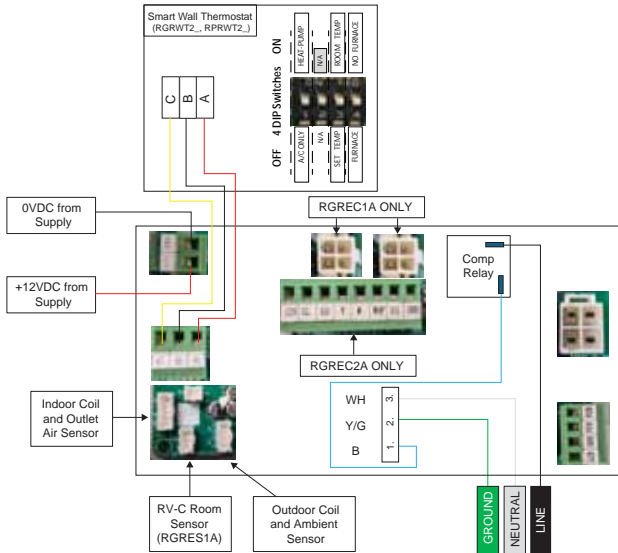 Smart Wall Thermostat
(RGRWT2_, RPRWT2_)
C
B
A
OFF 4 DIP Switches ON
HEAT-PUMP
N/A
ROOM TEMP
NO FURNACE
A/C ONLY
N/A
SET TEMP
FURNACE
0VDC from
Supply
+12VDC from
Supply
RGREC1A ONLY
Comp
Relay
RGREC2A ONLY
Indoor Coil
and Outlet
Air Sensor
WH
Y/G
B
3.
2.
1.
RV-C Room
Sensor
(RGRES1A)
Outdoor Coil
and Ambient
Sensor
GROUND
NEUTRAL
LINE